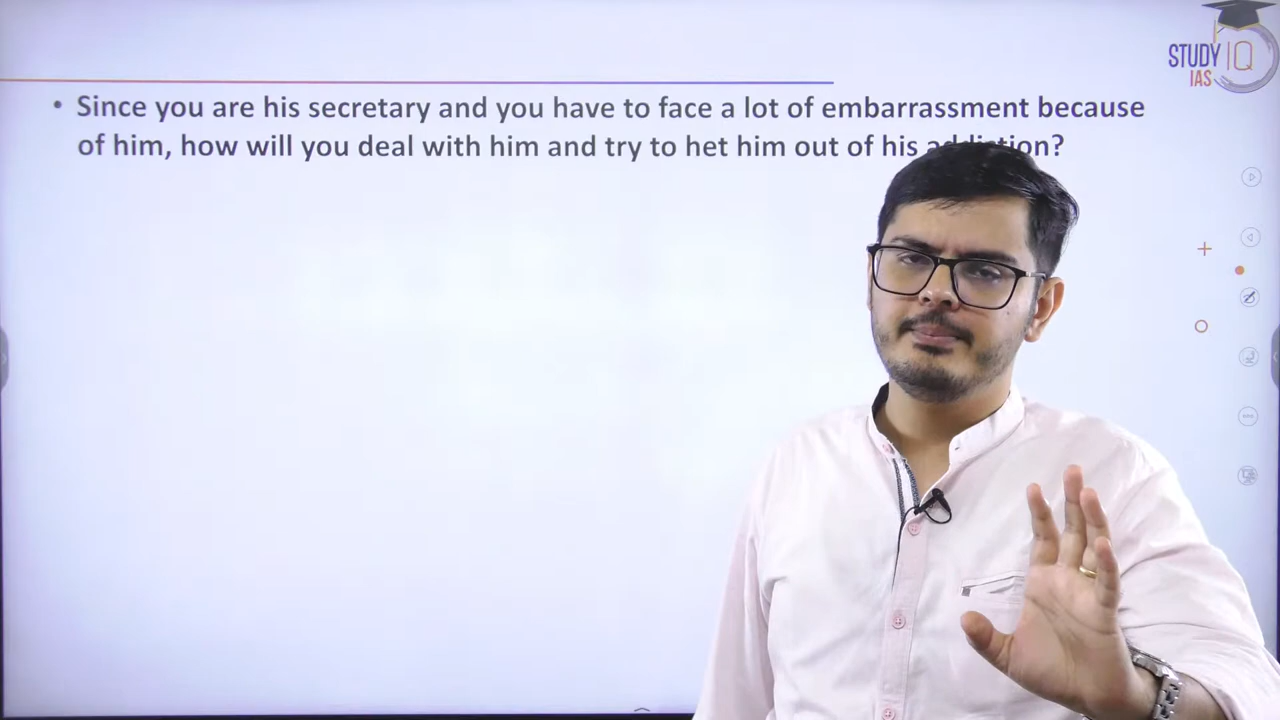 STUDY IQ
IAS
• Since you are his secretary and you have to face a lot of embarrassment because
of him, how will you deal with him and try to het him out of his addiction?